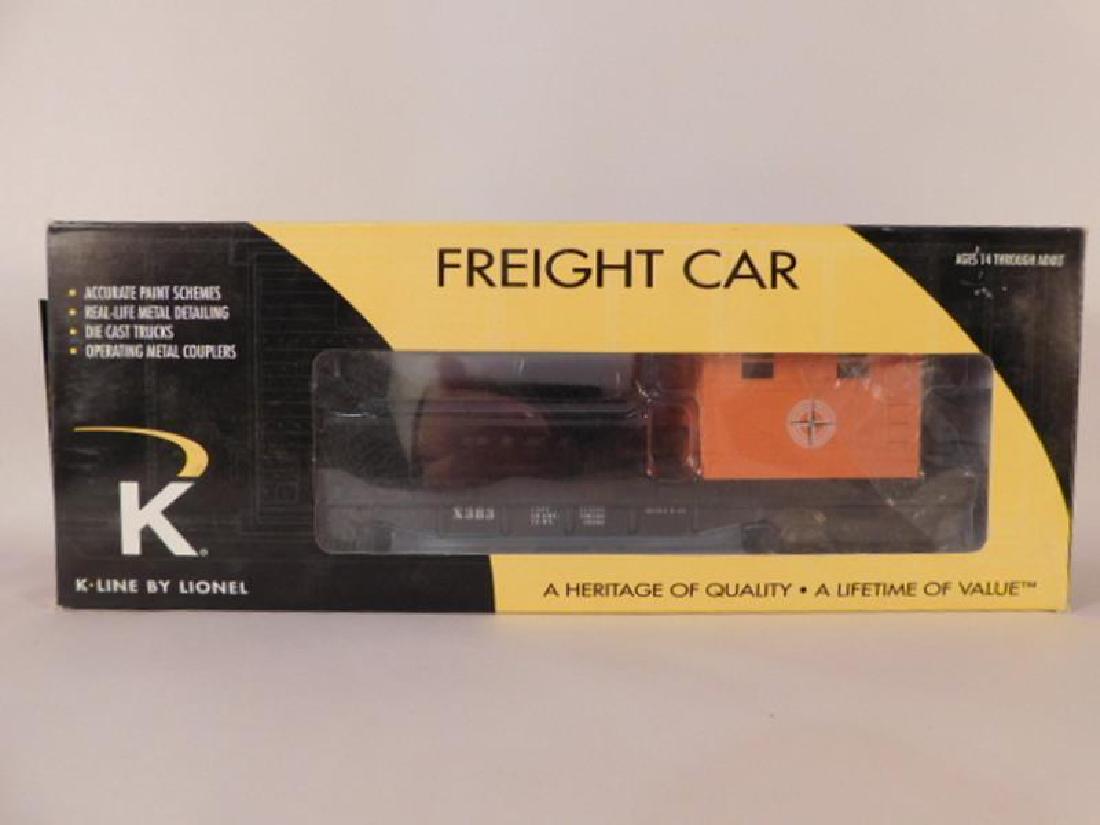 FREIGHT CAR
AGES 14 THROUGH ADULT
• ACCURATE PAINT SCHEMES
• REAL-LIFE METAL DETAILING
• DIE CAST TRUCKS
• OPERATING METAL COUPLERS
K®
K-LINE BY LIONEL
X383
A HERITAGE OF QUALITY • A LIFETIME OF VALUE™